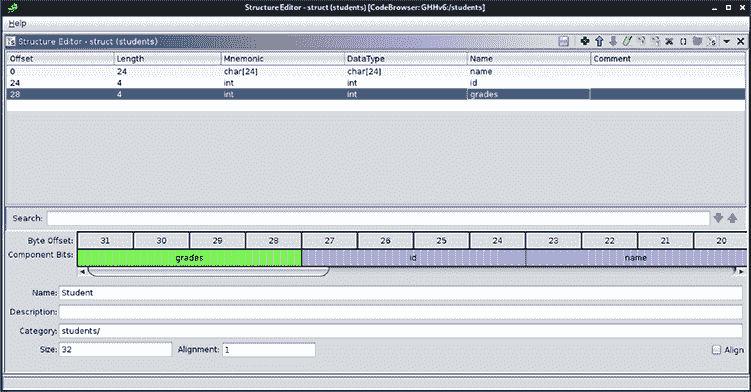 Structure Editor - struct (students) [CodeBrowser: GHHv6:/students]
Help
Structure Editor - struct (students)
Offset Length Mnemonic DataType Name Comment
0 24 char[24] char[24] name
24 4 int int id
28 4 int int grades
Search:
Byte Offset: 31 30 29 28 27 26 25 24 23 22 21 20
Component Bits: grades id name
Name: Student
Description:
Category: students/
Size: 32 Alignment: 1 Align